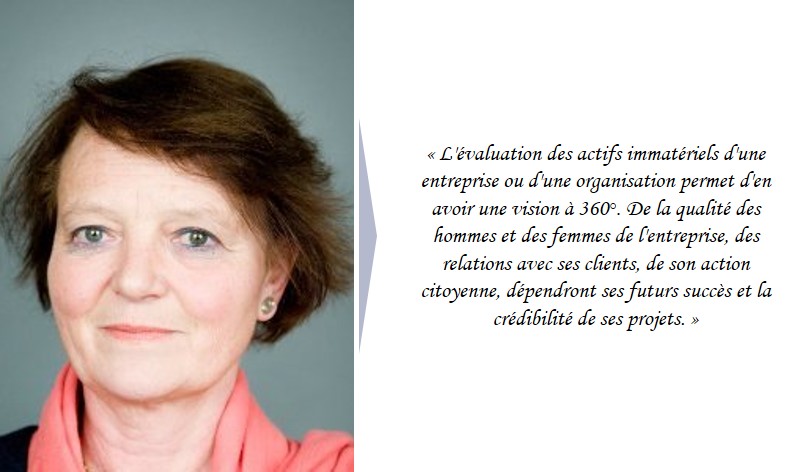 « L'évaluation des actifs immatériels d'une
entreprise ou d'une organisation permet d'en
avoir une vision à 360°. De la qualité des
hommes et des femmes de l'entreprise, des
relations avec ses clients, de son action
citoyenne, dépendront ses futurs succès et la
crédibilité de ses projets. »